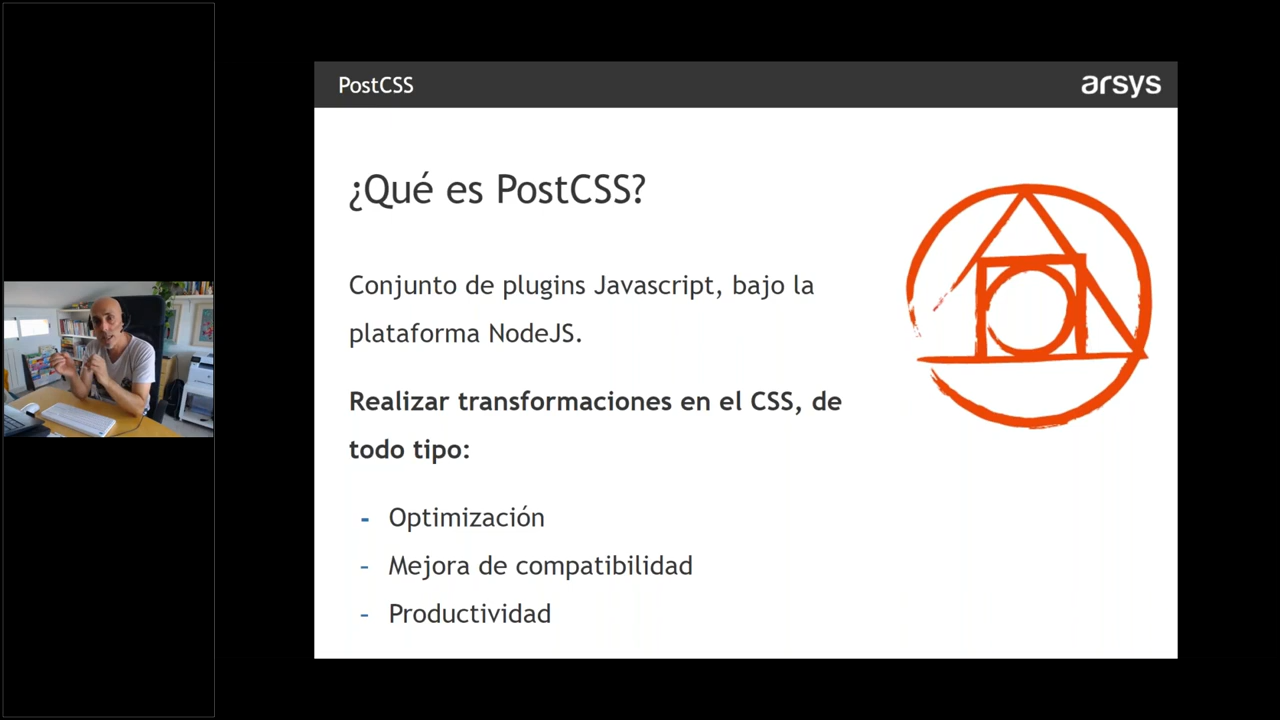 PostCSS
arsys
¿Qué es PostCSS?
Conjunto de plugins Javascript, bajo la
plataforma NodeJS.
Realizar transformaciones en el CSS, de
todo tipo:
- Optimización
- Mejora de compatibilidad
- Productividad